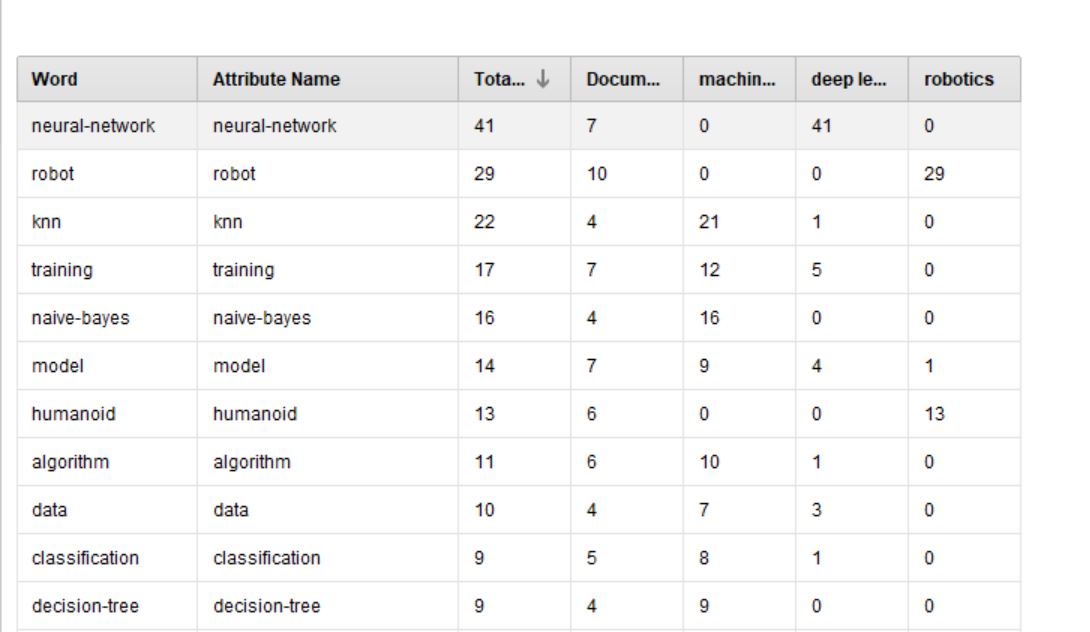 Word Attribute Name Tota... Docum... machin... deep le... robotics
neural-network neural-network 41 7 0 41 0
robot robot 29 10 0 0 29
knn knn 22 4 21 1 0
training training 17 7 12 5 0
naive-bayes naive-bayes 16 4 16 0 0
model model 14 7 9 4 1
humanoid humanoid 13 6 0 0 13
algorithm algorithm 11 6 10 1 0
data data 10 4 7 3 0
classification classification 9 5 8 1 0
decision-tree decision-tree 9 4 9 0 0